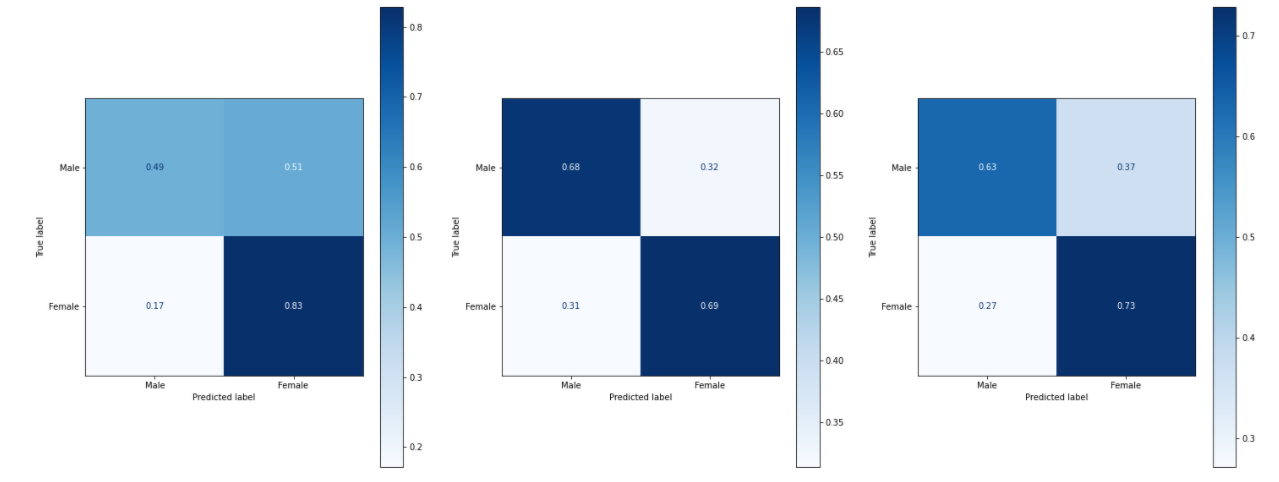 0.8
0.7
0.6
0.5
0.4
0.3
0.2
Male
Female
True label
0.49
0.51
0.17
0.83
Male
Female
Predicted label
0.65
0.60
0.55
0.50
0.45
0.40
0.35
Male
Female
True label
0.68
0.32
0.31
0.69
Male
Female
Predicted label
0.7
0.6
0.5
0.4
0.3
Male
Female
True label
0.63
0.37
0.27
0.73
Male
Female
Predicted label